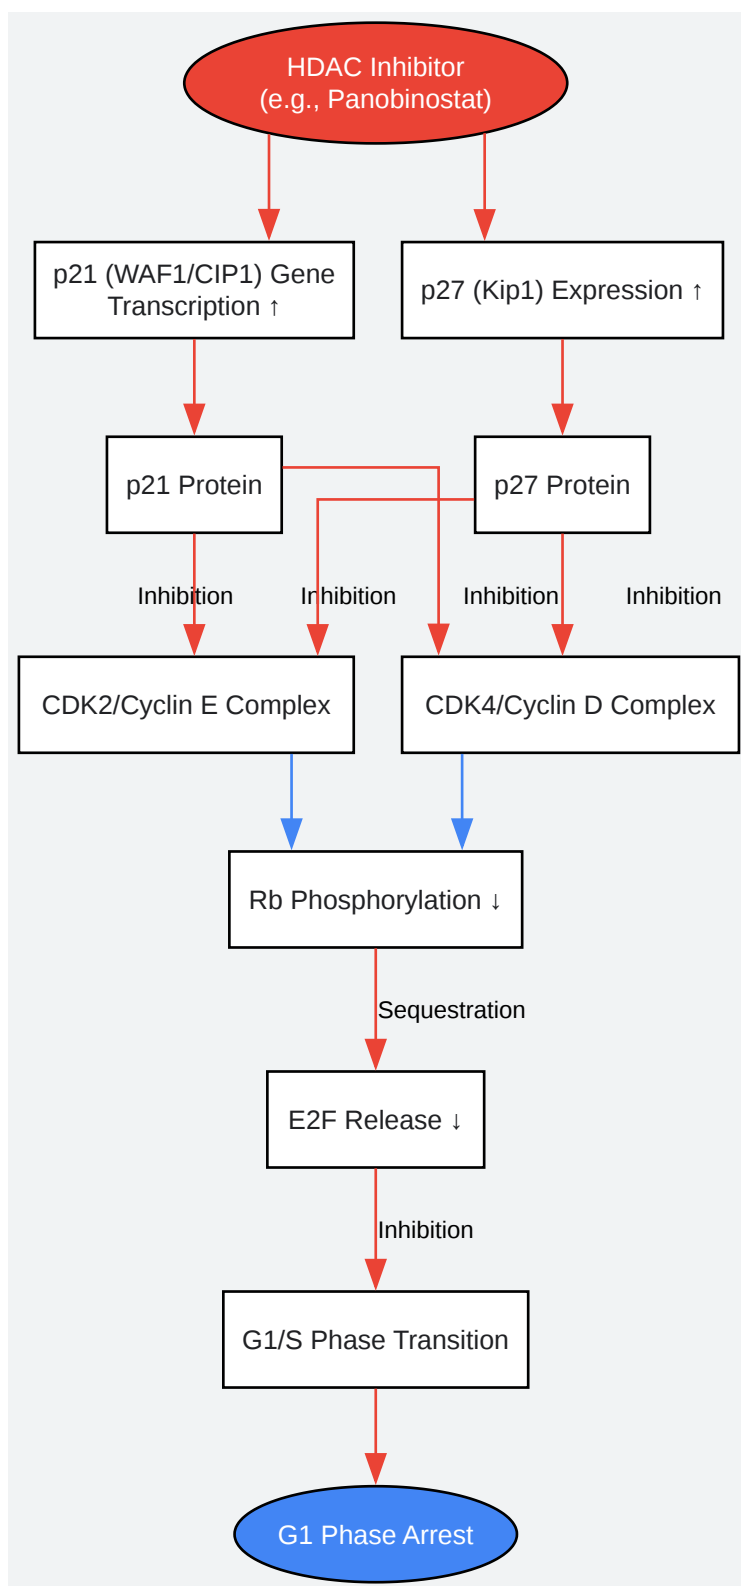 HDAC Inhibitor
(e.g., Panobinostat)
p21 (WAF1/CIP1) Gene
Transcription ↑
p27 (Kip1) Expression ↑
p21 Protein
p27 Protein
Inhibition
Inhibition
Inhibition
Inhibition
CDK2/Cyclin E Complex
CDK4/Cyclin D Complex
Rb Phosphorylation ↓
Sequestration
E2F Release ↓
Inhibition
G1/S Phase Transition
G1 Phase Arrest